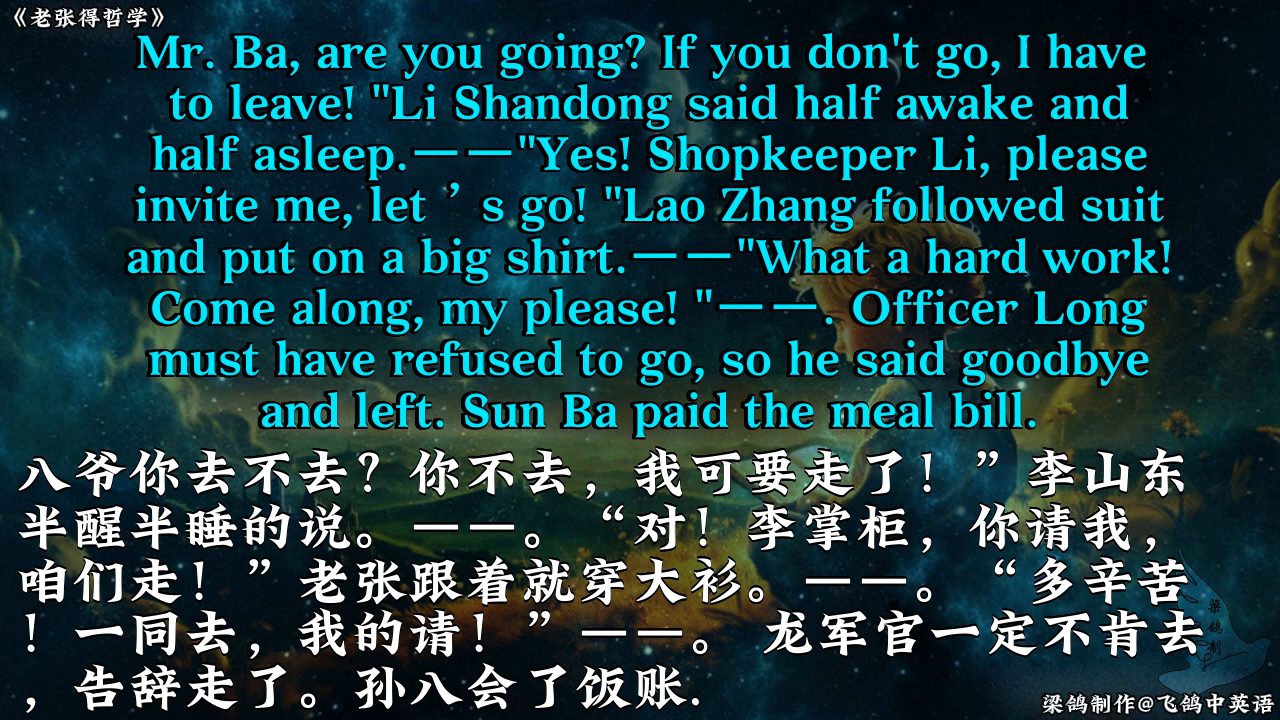 《老张得哲学》
Mr. Ba, are you going? If you don't go, I have
to leave! "Li Shandong said half awake and
half asleep.——"Yes! Shopkeeper Li, please
invite me, let ’ s go! "Lao Zhang followed suit
and put on a big shirt.——"What a hard work!
Come along, my please! "——. Officer Long
must have refused to go, so he said goodbye
and left. Sun Ba paid the meal bill.
八爷你去不去？你不去，我可要走了！”李山东
半醒半睡的说。——。“对！李掌柜，你请我，
咱们走！”老张跟着就穿大衫。——。“多辛苦
！一同去，我的请！”——。 龙军官一定不肯去
，告辞走了。孙八会了饭账.
梁鸽制
梁鸽制作@飞鸽中英语